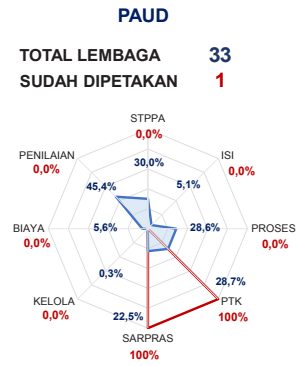 PAUD
TOTAL LEMBAGA 33
SUDAH DIPETAKAN 1
STPPA
0,0%
30,0%
PENILAIAN
0,0%
ISI
0,0%
45,4%
5,1%
BIAYA
0,0%
5,6%
28,6%
PROSES
0,0%
0,3%
28,7%
KELOLA
0,0%
PTK
100%
22,5%
SARPRAS
100%